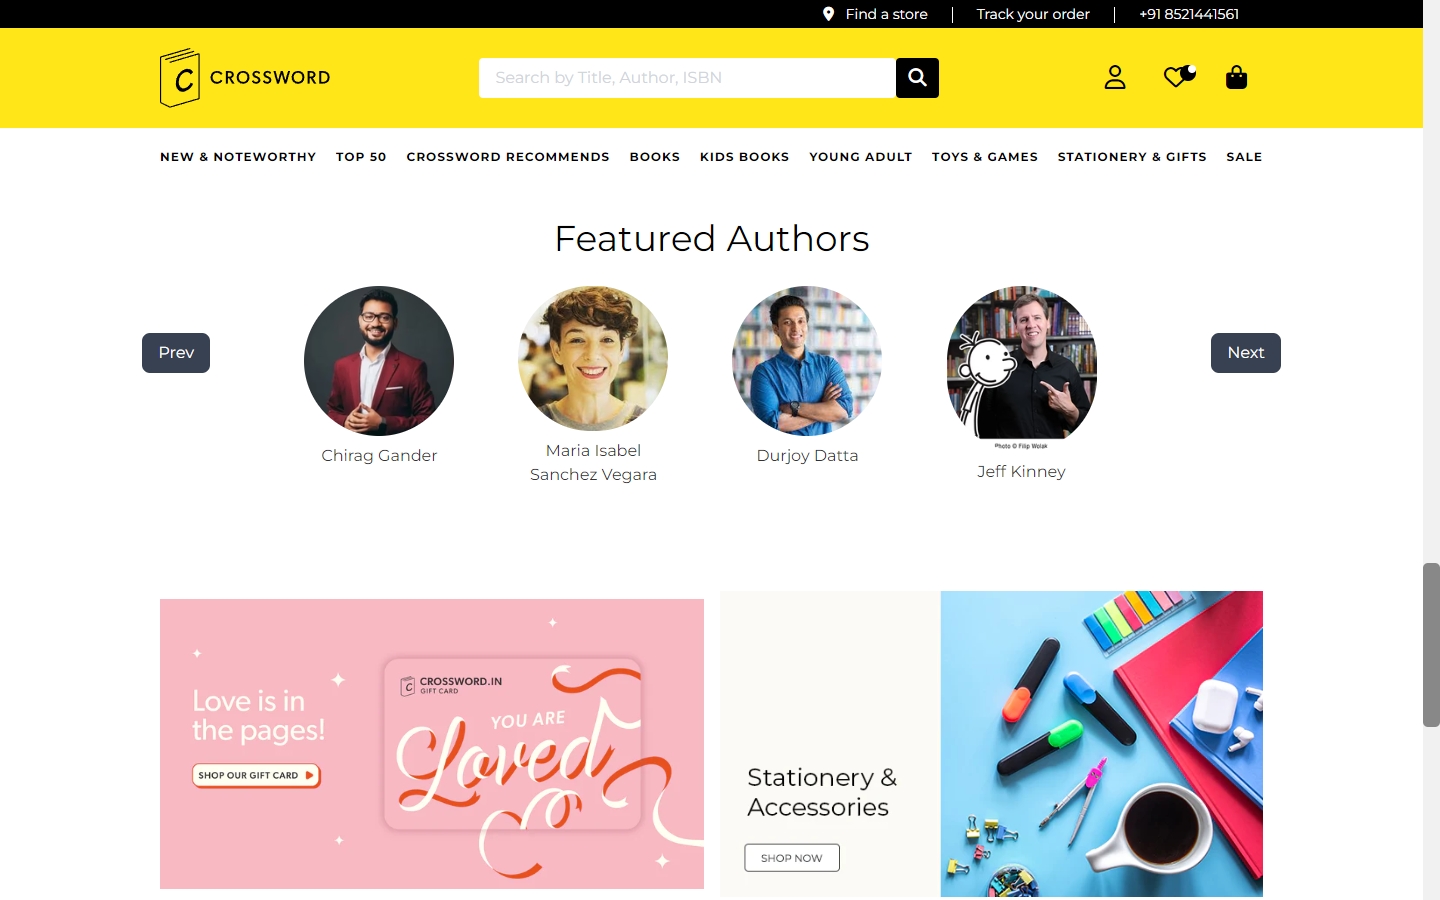 Find a store
Track your order
+91 8521441561
CROSSWORD
Search by Title, Author, ISBN
NEW & NOTEWORTHY
TOP 50
CROSSWORD RECOMMENDS
BOOKS
KIDS BOOKS
YOUNG ADULT
TOYS & GAMES
STATIONERY & GIFTS
SALE
Featured Authors
Prev
Next
Photo © Filip Wolak
Chirag Gander
Maria Isabel
Sanchez Vegara
Durjoy Datta
Jeff Kinney
Love is in
the pages!
SHOP OUR GIFT CARD
CROSSWORD.IN
GIFT CARD
YOU ARE
Loved
Stationery &
Accessories
SHOP NOW